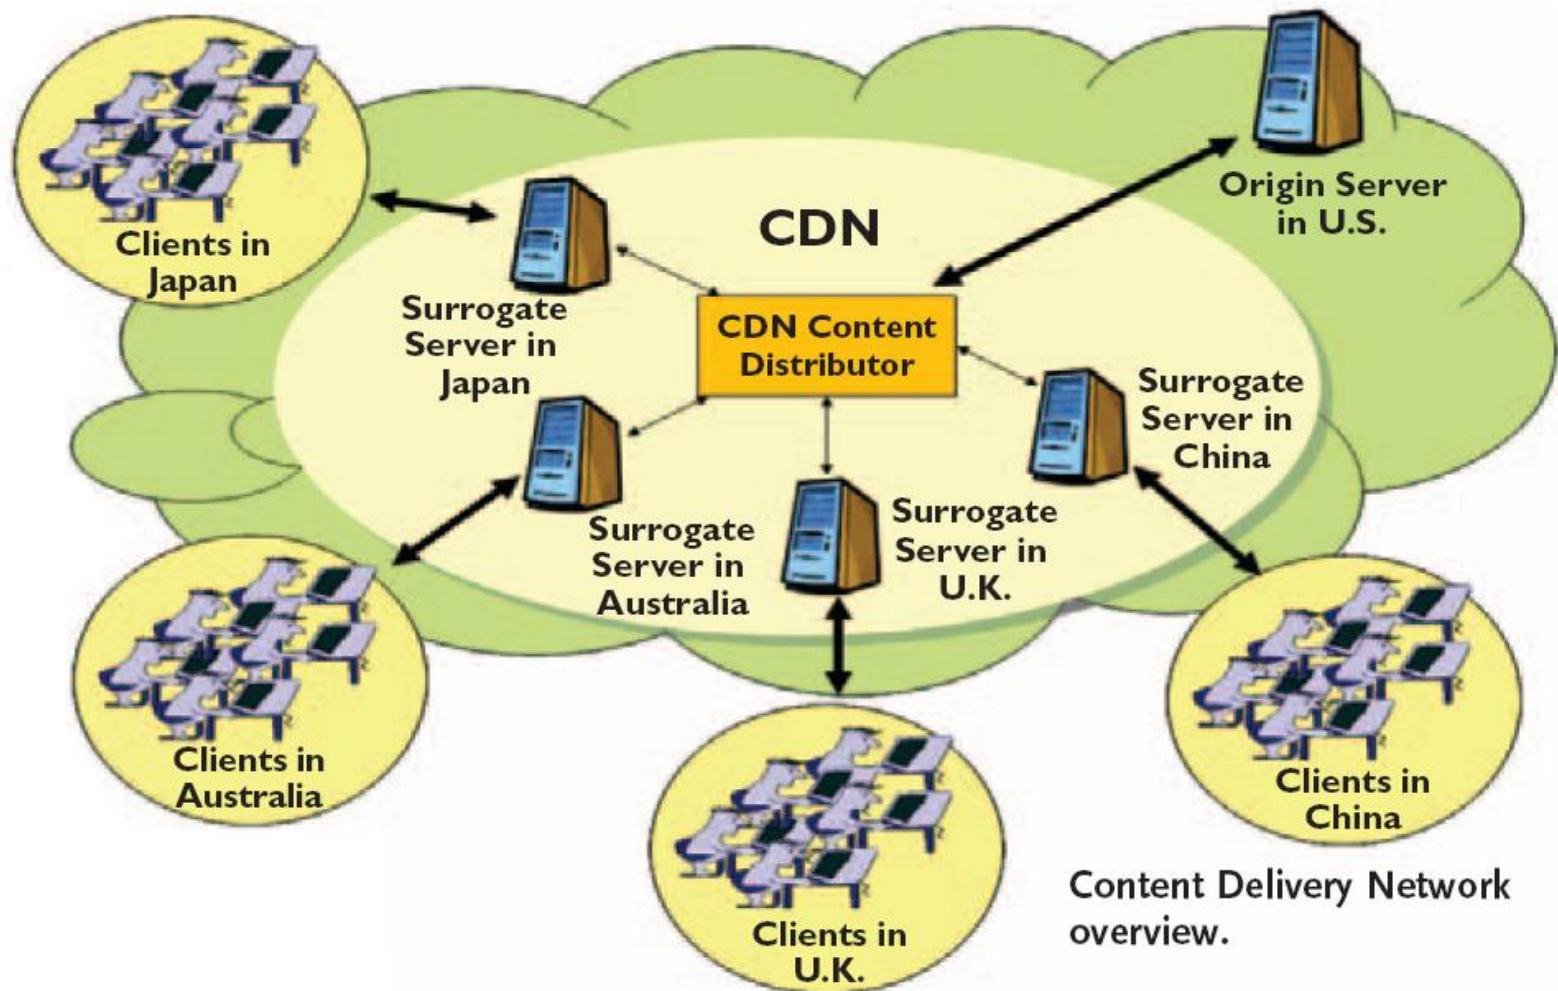 Clients in
Japan
CDN
Origin Server
in U.S.
Surrogate
Server in
Japan
CDN Content
Distributor
Surrogate
Server in
China
Surrogate
Server in
Australia
Surrogate
Server in
U.K.
Clients in
Australia
Clients in
U.K.
Clients in
China
Content Delivery Network
overview.